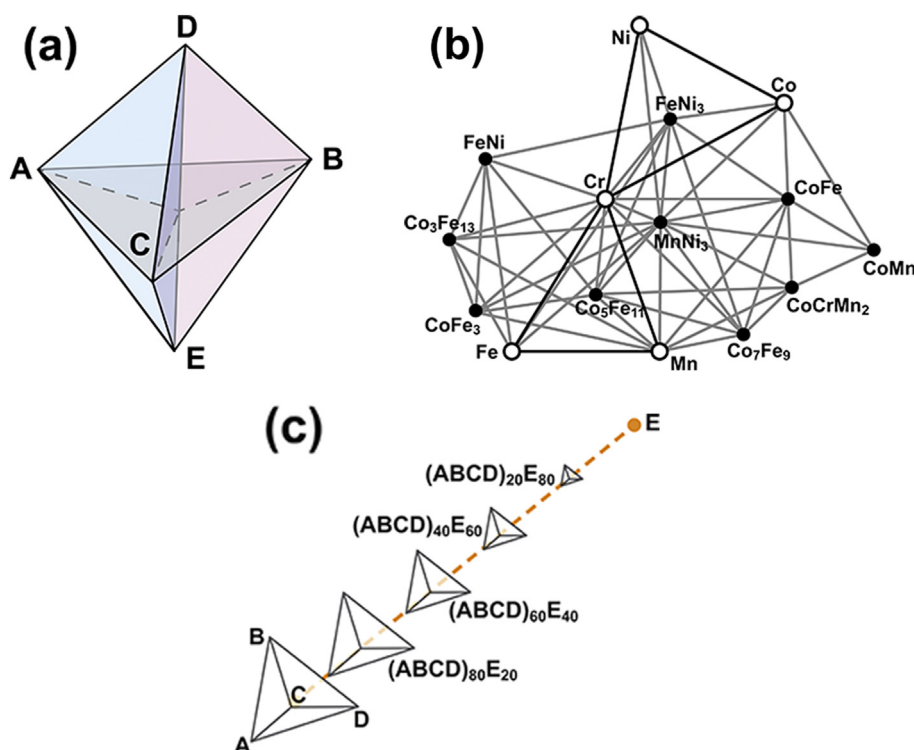 (a)
D
A
B
C
E
(b)
Ni
Co
FeNi₃
FeNi
Cr
CoFe
Co₃Fe₁₃
MnNi₃
CoMn
CoFe₃
Co₅Fe₁₁
CoCrMn₂
Fe
Mn
Co₇Fe₉
(c)
E
(ABCD)₂₀E₈₀
(ABCD)₄₀E₆₀
(ABCD)₆₀E₄₀
B
(ABCD)₈₀E₂₀
C
D
A